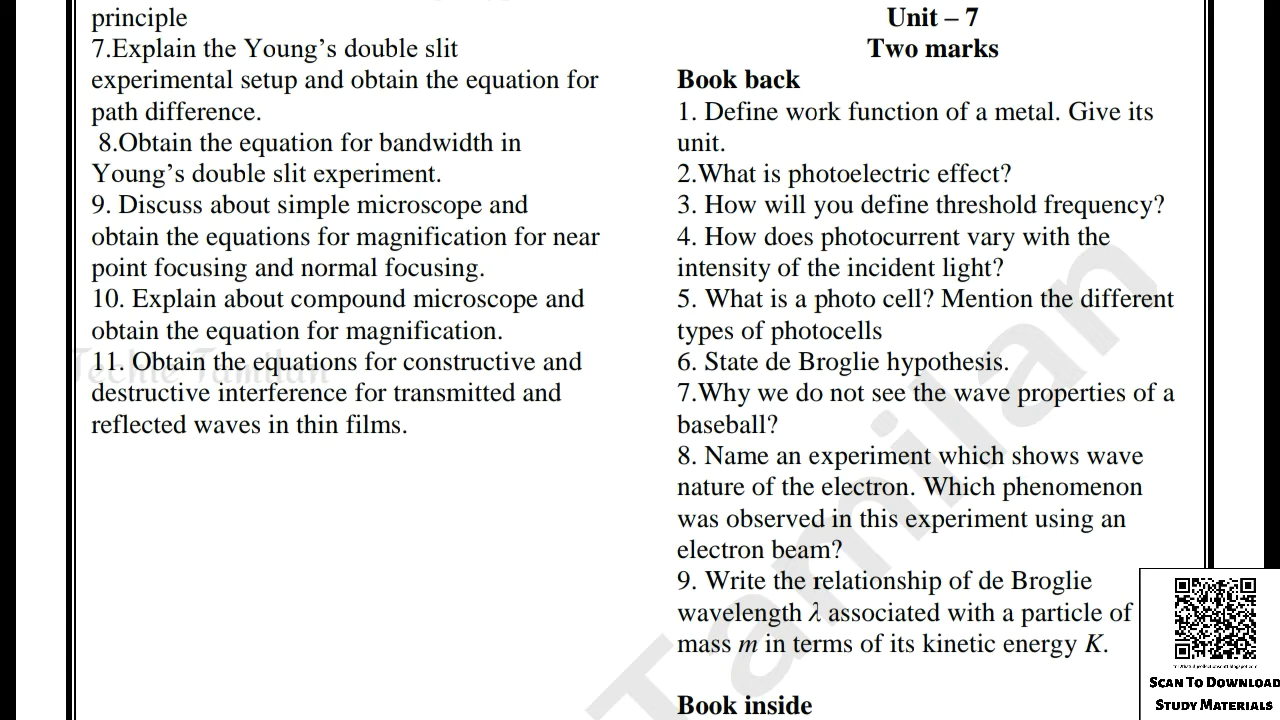 principle
7.Explain the Young’s double slit
experimental setup and obtain the equation for
path difference.
8.Obtain the equation for bandwidth in
Young’s double slit experiment.
9. Discuss about simple microscope and
obtain the equations for magnification for near
point focusing and normal focusing.
10. Explain about compound microscope and
obtain the equation for magnification.
11. Obtain the equations for constructive and
destructive interference for transmitted and
reflected waves in thin films.
Techie Tamilan
Unit – 7
Two marks
Book back
1. Define work function of a metal. Give its
unit.
2.What is photoelectric effect?
3. How will you define threshold frequency?
4. How does photocurrent vary with the
intensity of the incident light?
5. What is a photo cell? Mention the different
types of photocells
6. State de Broglie hypothesis.
7.Why we do not see the wave properties of a
baseball?
8. Name an experiment which shows wave
nature of the electron. Which phenomenon
was observed in this experiment using an
electron beam?
9. Write the relationship of de Broglie
wavelength λ associated with a particle of
mass m in terms of its kinetic energy K.
Book inside
Tamilan
SCAN TO DOWNLOAD
STUDY MATERIALS